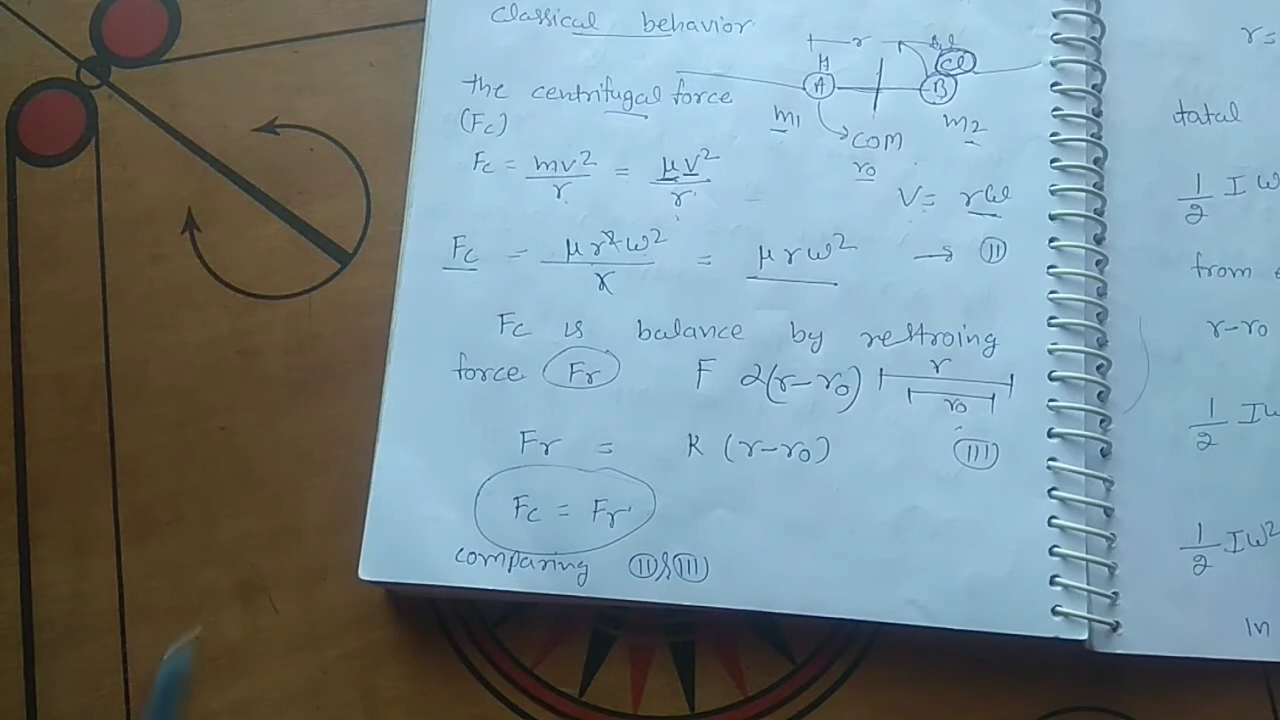 classical behavior
r
H
Cl
A
B
the centrifugal force
m1
m2
(Fc)
COM
r0
Fc = mv²/r = μv²/r
V = rω
Fc = μr²ω²/r = μrω² → II
Fc is balance by restroing
force Fr F α(r-r0)
r
r0
Fr = K (r-r0) III
Fc = Fr
comparing II & III
r=
tatal
1/2 I ω
from
r-r0
1/2 Iω
1/2 Iω²
In